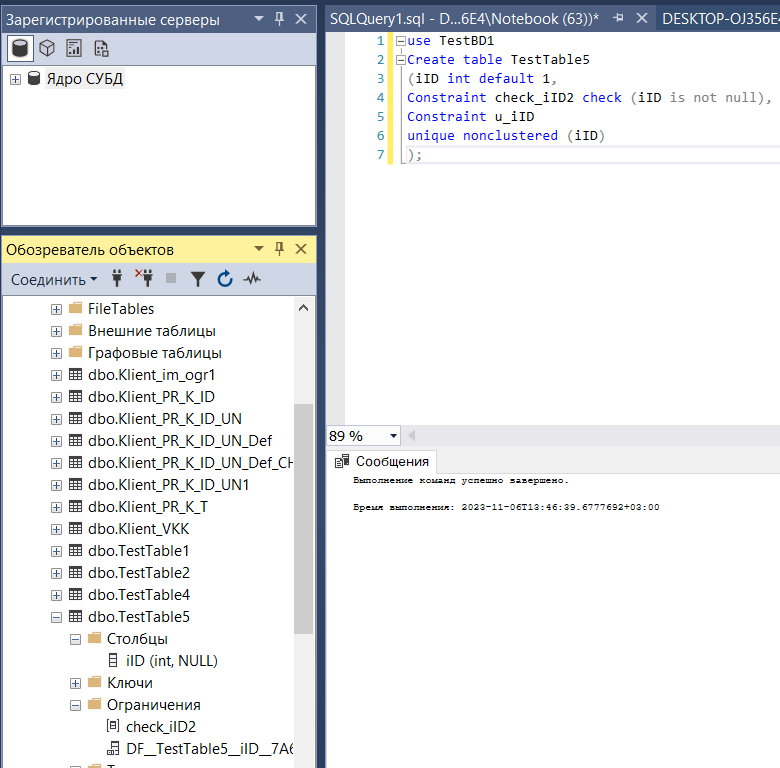 Зарегистрированные серверы
Ядро СУБД
Обозреватель объектов
Соединить
FileTables
Внешние таблицы
Графовые таблицы
dbo.Klient_im_ogr1
dbo.Klient_PR_K_ID
dbo.Klient_PR_K_ID_UN
dbo.Klient_PR_K_ID_UN_Def
dbo.Klient_PR_K_ID_UN_Def_CH
dbo.Klient_PR_K_ID_UN1
dbo.Klient_PR_K_T
dbo.Klient_VKK
dbo.TestTable1
dbo.TestTable2
dbo.TestTable4
dbo.TestTable5
Столбцы
iID (int, NULL)
Ключи
Ограничения
check_iID2
DF__TestTable5__iID__7A6
SQLQuery1.sql - D...6E4\Notebook (63))* DESKTOP-OJ356E4
1 use TestBD1
2 Create table TestTable5
3 (iID int default 1,
4 Constraint check_iID2 check (iID is not null),
5 Constraint u_iID
6 unique nonclustered (iID)
7 );
89 %
Сообщения
Выполнение команд успешно завершено.
Время выполнения: 2023-11-06T13:46:39.6777692+03:00